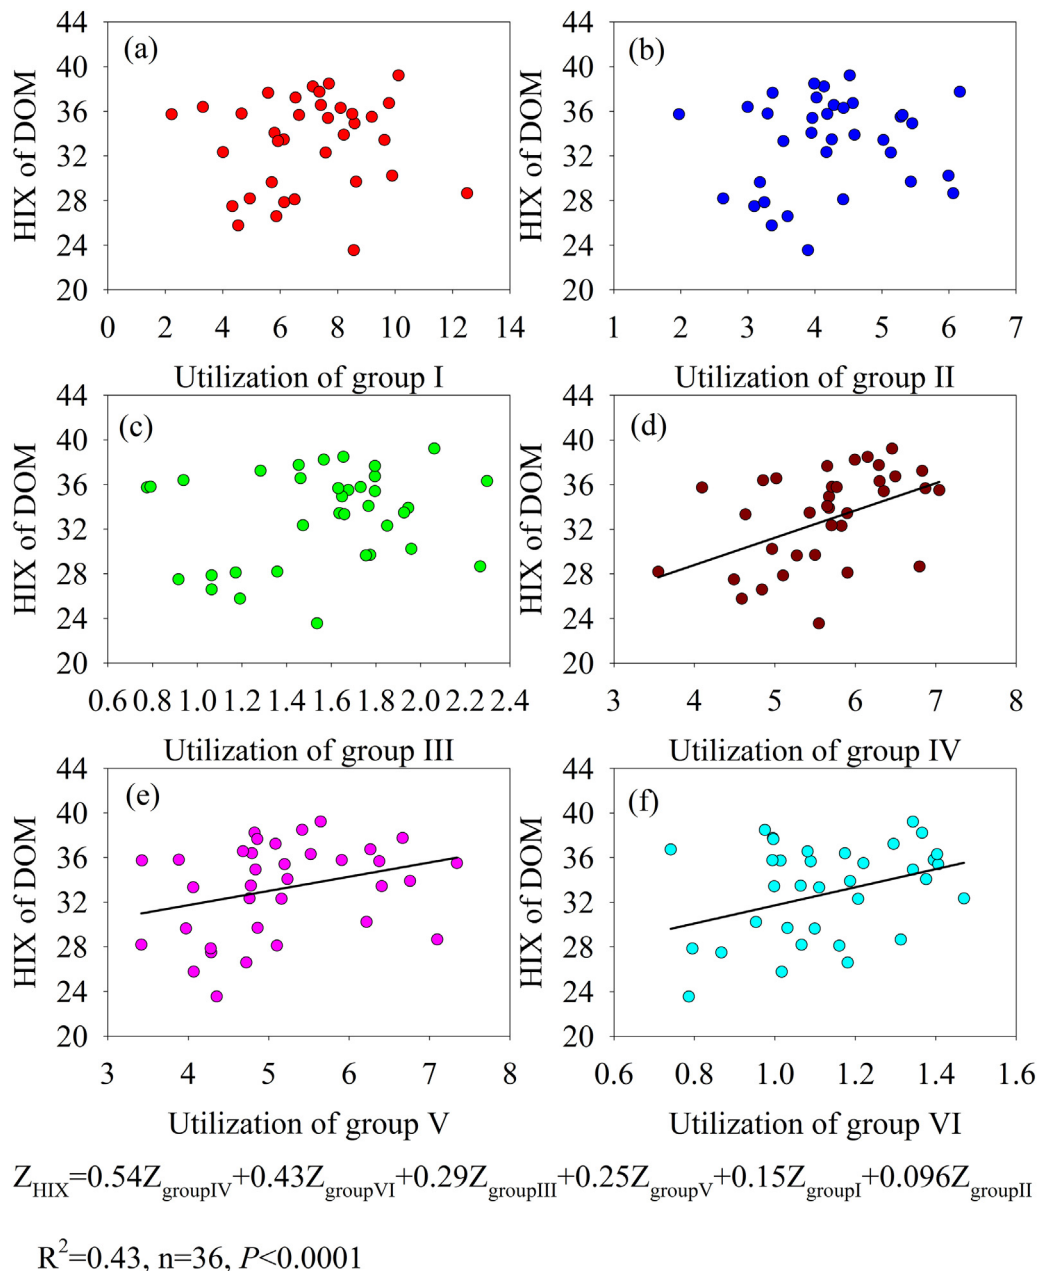 (a)
HIX of DOM
44
40
36
32
28
24
20
0 2 4 6 8 10 12 14
Utilization of group I
(b)
HIX of DOM
44
40
36
32
28
24
20
1 2 3 4 5 6 7
Utilization of group II
(c)
HIX of DOM
44
40
36
32
28
24
20
0.6 0.8 1.0 1.2 1.4 1.6 1.8 2.0 2.2 2.4
Utilization of group III
(d)
HIX of DOM
44
40
36
32
28
24
20
3 4 5 6 7 8
Utilization of group IV
(e)
HIX of DOM
44
40
36
32
28
24
20
3 4 5 6 7 8
Utilization of group V
(f)
HIX of DOM
44
40
36
32
28
24
20
0.6 0.8 1.0 1.2 1.4 1.6
Utilization of group VI
Z_HIX=0.54Z_groupIV+0.43Z_groupVI+0.29Z_groupIII+0.25Z_groupV+0.15Z_groupI+0.096Z_groupII
R²=0.43, n=36, P<0.0001